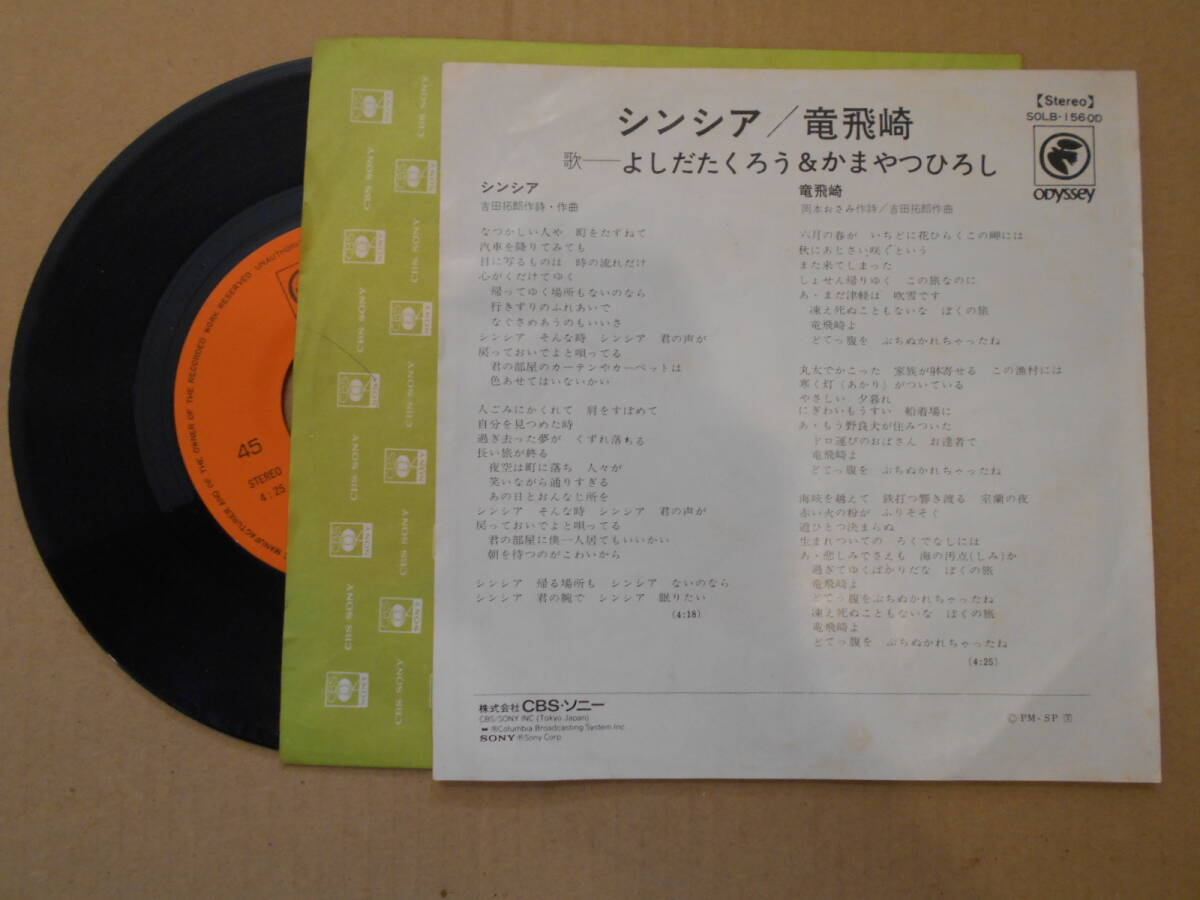 シンシア／竜飛崎
歌──よしだたくろう＆かまやつひろし
【Stereo】
SOLB・156-OD
ODYSSEY
シンシア
吉田拓郎作詩・作曲
なつかしい人や 町をたずねて
汽車を降りてみても
目に写るものは 時の流れだけ
心がくだけてゆく
帰ってゆく場所もないのなら
行きずりのふれあいで
なぐさめあうのもいいさ
シンシア そんな時 シンシア 君の声が
戻っておいでよと唄ってる
君の部屋のカーテンやカーペットは
色あせてはいないかい
人ごみにかくれて 肩をすぼめて
自分を見つめた時
過ぎ去った夢が くずれ落ちる
長い旅が終る
夜空は町に落ち 人々が
笑いながら通りすぎる
あの日とおんなじ所を
シンシア そんな時 シンシア 君の声が
戻っておいでよと唄ってる
君の部屋に僕一人居てもいいかい
朝を待つのがこわいから
シンシア 帰る場所も シンシア ないのなら
シンシア 君の腕で シンシア 眠りたい
(4:18)
竜飛崎
岡本おさみ作詩／吉田拓郎作曲
六月の春が いちどに花ひらくこの岬には
秋にあじさい咲ぐという
また来てしまった
しょせん帰りゆく この旅なのに
あ・まだ津軽は 吹雪です
凍え死ぬこともないな ぼくの旅
竜飛崎よ
どてっ腹を ぶちぬかれちゃったね
丸太でかこった 家族が躰寄せる この漁村には
寒く灯(あかり)がついている
やさしい 夕暮れ
にぎわいもうすい 船着場に
あ・もう野良犬が住みついた
ドロ運びのおばさん お達者で
竜飛崎よ
どてっ腹を ぶちぬかれちゃったね
海峡を越えて 鉄打つ響き渡る 室蘭の夜
赤い火の粉が ふりそそぐ
遊びひとつ決まらぬ
生まれついての ろくでなしには
あ・悲しみでさえも 海の汚点(しみ)か
過ぎてゆくばかりだな ぼくの旅
竜飛崎よ
どてっ腹をぶちぬかれちゃったね
凍え死ぬこともないな ぼくの旅
竜飛崎よ
どてっ腹を ぶちぬかれちゃったね
(4:25)
株式会社 CBS・ソニー
CBS/SONY INC (Tokyo Japan)
ⓇColumbia Broadcasting System Inc
SONY ⓇSony Corp
Ⓒ PM-SP
45
STEREO
4:25
MANUFACTURER AND OF THE OWNER OF THE RECORDED WORK RESERVED UNAUTHORI
CBS SONY
CBS・SONY